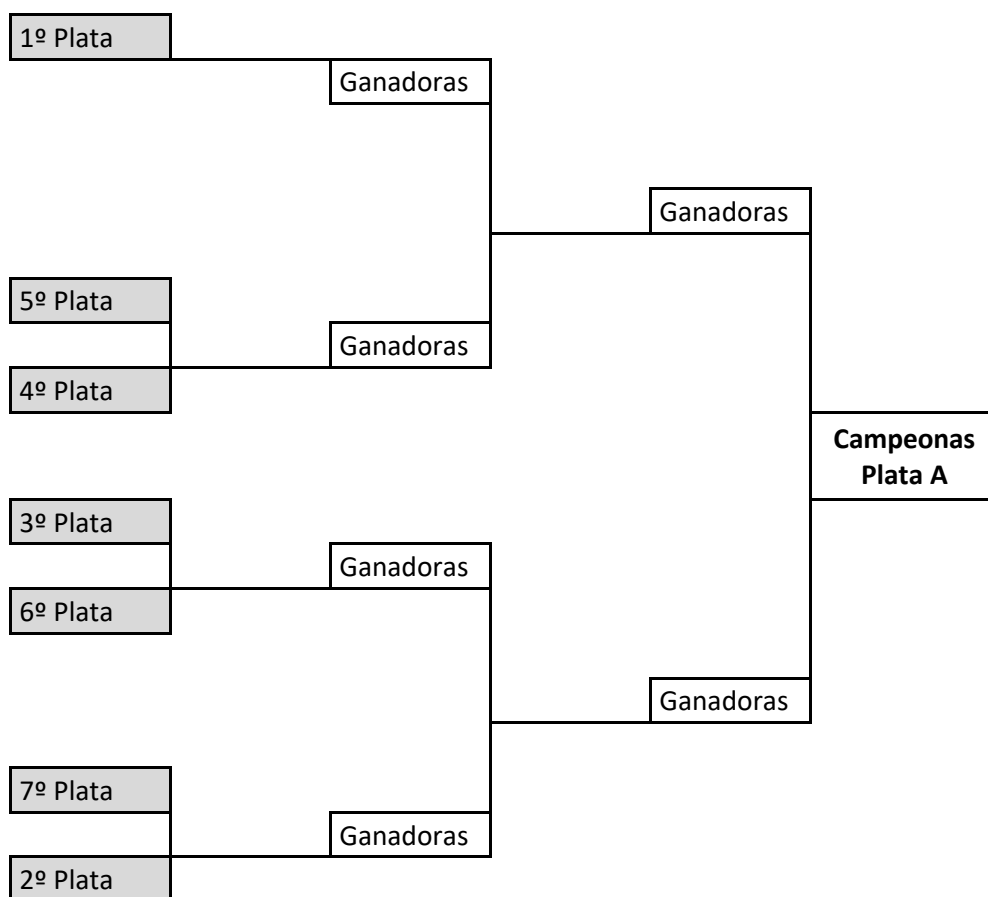 1º Plata
Ganadoras
Ganadoras
5º Plata
Ganadoras
4º Plata
Campeonas
Plata A
3º Plata
Ganadoras
6º Plata
Ganadoras
7º Plata
Ganadoras
2º Plata